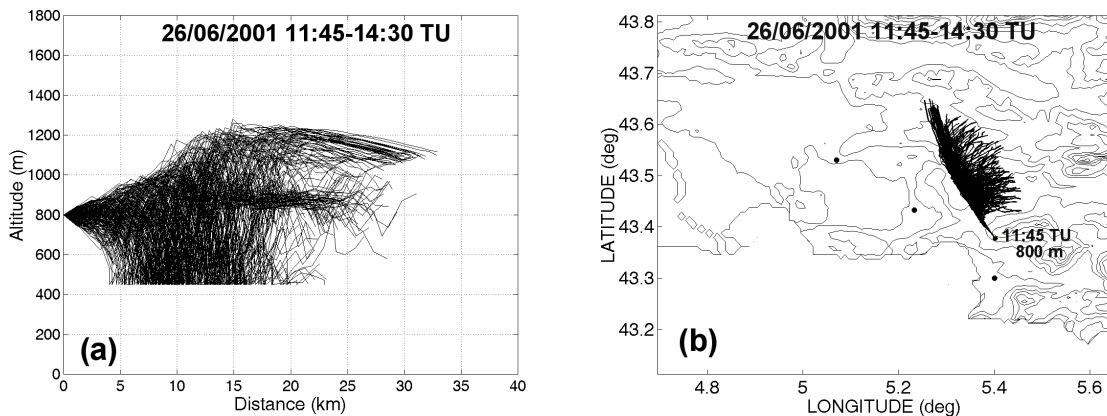 26/06/2001 11:45-14:30 TU
1800
1600
1400
1200
1000
800
600
400
200
0
Altitude (m)
(a)
0 5 10 15 20 25 30 35 40
Distance (km)
26/06/2001 11:45-14:30 TU
43.8
43.7
43.6
43.5
43.4
43.3
43.2
LATITUDE (deg)
11:45 TU
800 m
(b)
4.8 5 5.2 5.4 5.6
LONGITUDE (deg)